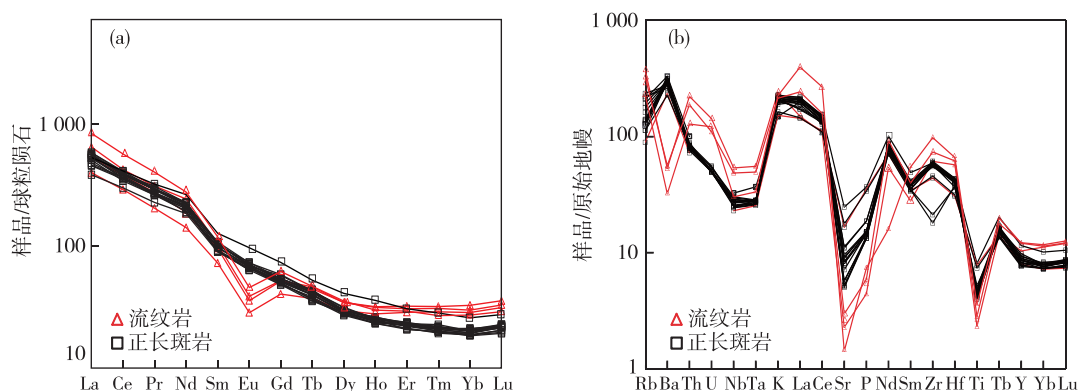 (a)
1 000
100
10
样品/球粒陨石
流纹岩
正长斑岩
La Ce Pr Nd Sm Eu Gd Tb Dy Ho Er Tm Yb Lu
(b)
1 000
100
10
1
样品/原始地幔
流纹岩
正长斑岩
Rb Ba Th U Nb Ta K La Ce Sr P Nd Sm Zr Hf Ti Tb Y Yb Lu